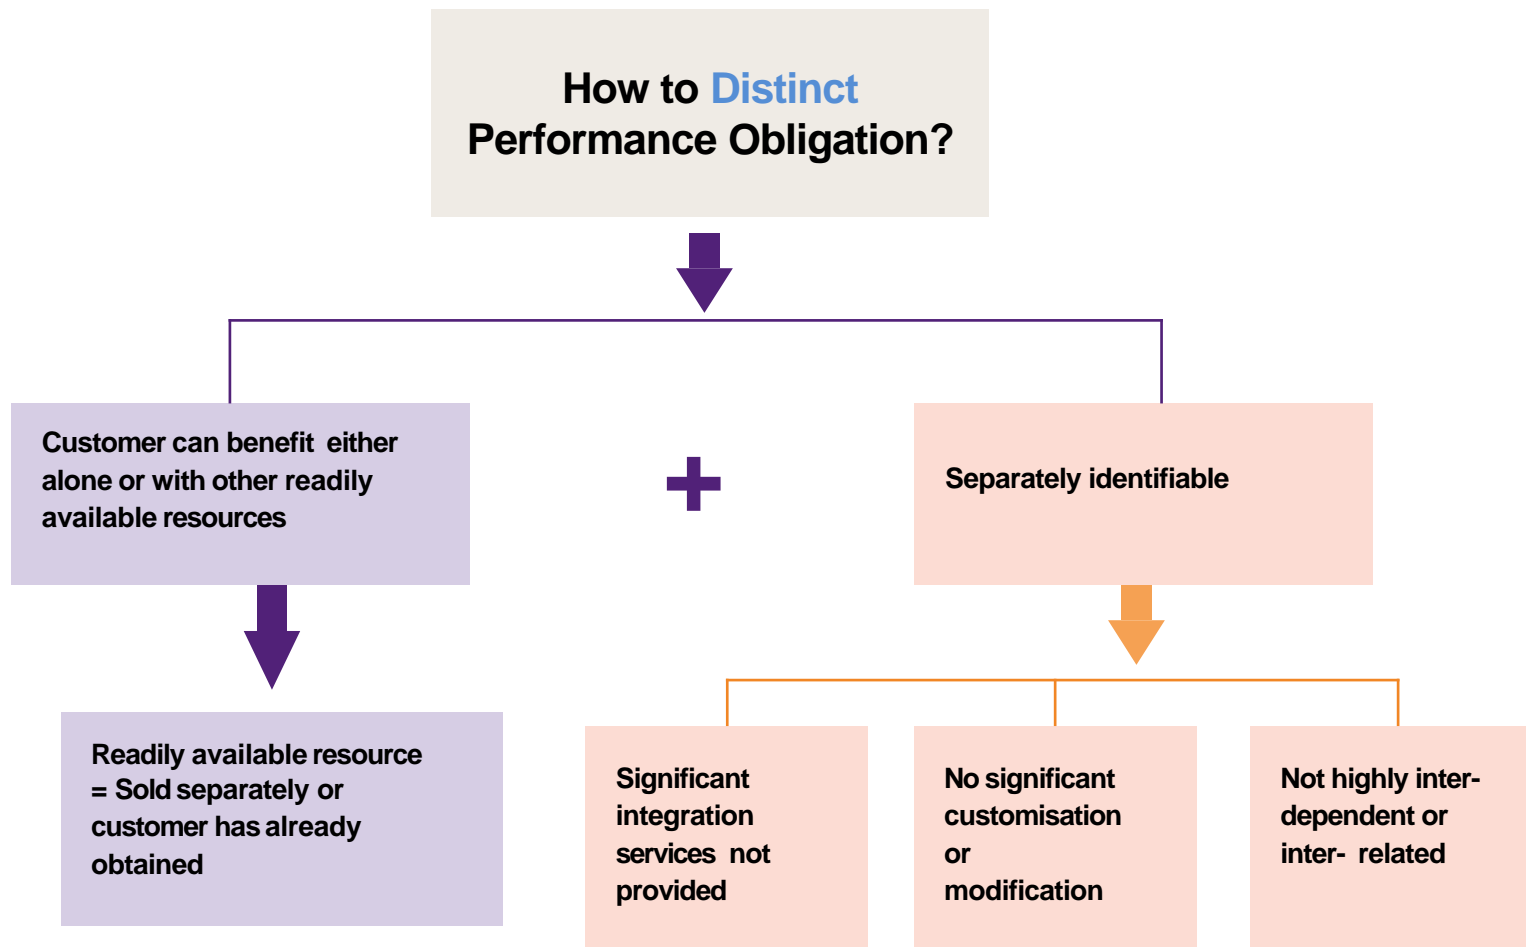 How to Distinct
Performance Obligation?
Customer can benefit either
alone or with other readily
available resources
Separately identifiable
Readily available resource
= Sold separately or
customer has already
obtained
Significant
integration
services not
provided
No significant
customisation
or
modification
Not highly inter-
dependent or
inter- related